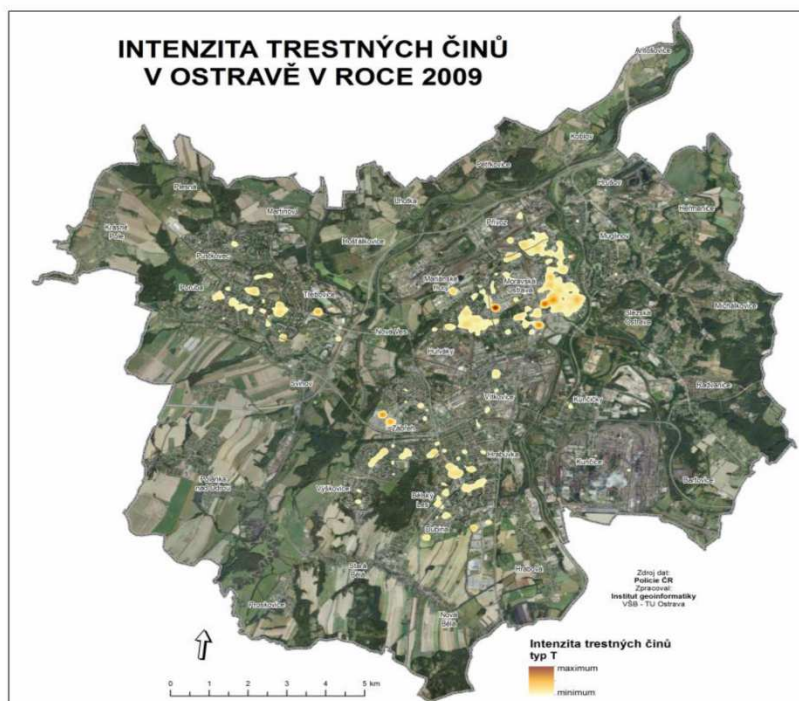 INTENZITA TRESTNÝCH ČINŮ
V OSTRAVĚ V ROCE 2009
Antošovice
Koblov
Petřkovice
Hrušov
Heřmanice
Plesná
Martinov
Lhotka
Přívoz
Krásné
Pole
Hošťálkovice
Muglinov
Pustkovec
Mariánské
Hory
Moravská
Ostrava
Poruba
Třebovice
Michálkovice
Slezská
Ostrava
Nová Ves
Hulváky
Svinov
Radvanice
Vítkovice
Kunčičky
Zábřeh
Hrabůvka
Kunčice
Polanka
nad Odrou
Výškovice
Bartovice
Bělský
Les
Dubina
Stará
Bělá
Hrabová
Proskovice
Nová
Bělá
Zdroj dat:
Policie ČR
Zpracoval:
Institut geoinformatiky
VŠB - TU Ostrava
Intenzita trestných činů
typ T
maximum
minimum
0 1 2 3 4 5 km